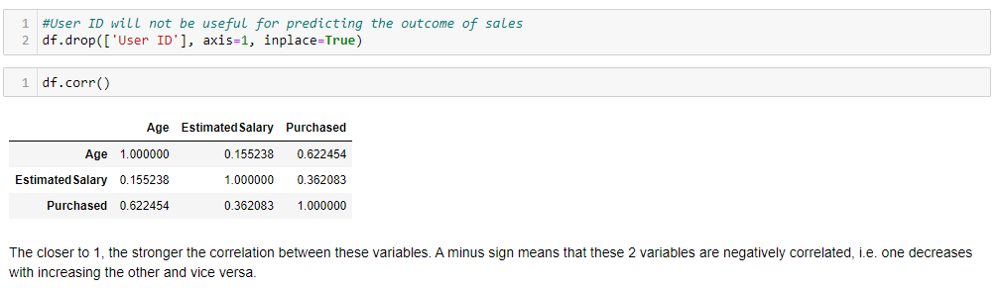 1 #User ID will not be useful for predicting the outcome of sales
2 df.drop(['User ID'], axis=1, inplace=True)
1 df.corr()
Age EstimatedSalary Purchased
Age 1.000000 0.155238 0.622454
EstimatedSalary 0.155238 1.000000 0.362083
Purchased 0.622454 0.362083 1.000000
The closer to 1, the stronger the correlation between these variables. A minus sign means that these 2 variables are negatively correlated, i.e. one decreases
with increasing the other and vice versa.